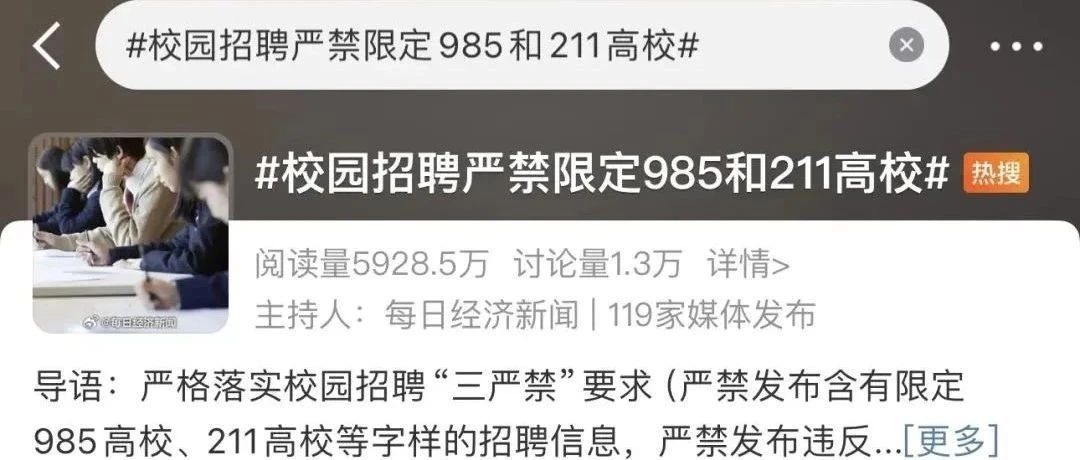 #校园招聘严禁限定985和211高校#
#校园招聘严禁限定985和211高校# 热搜
阅读量5928.5万 讨论量1.3万 详情>
主持人：每日经济新闻 | 119家媒体发布
@每日经济新闻
导语：严格落实校园招聘“三严禁”要求（严禁发布含有限定
985高校、211高校等字样的招聘信息，严禁发布违反...[更多]